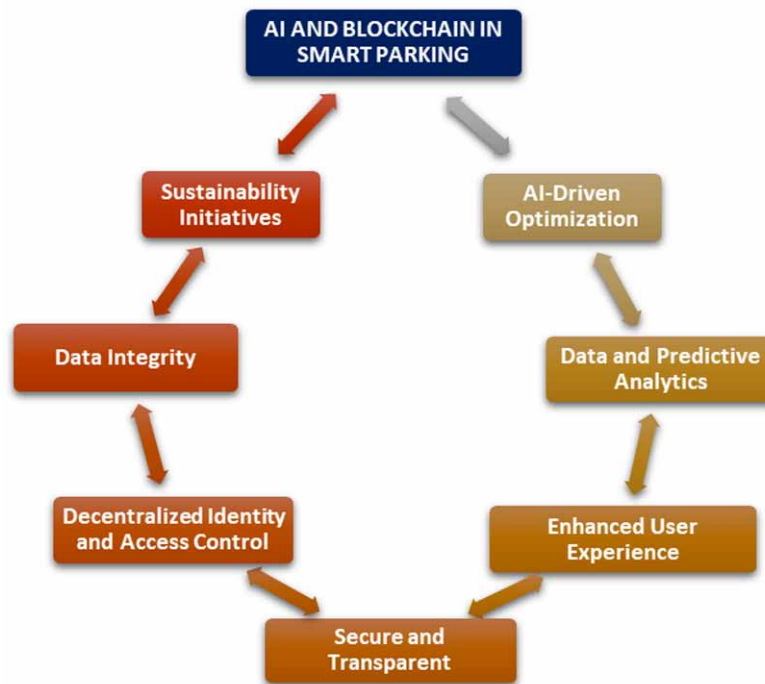 AI AND BLOCKCHAIN IN
SMART PARKING
Sustainability
Initiatives
AI-Driven
Optimization
Data Integrity
Data and Predictive
Analytics
Decentralized Identity
and Access Control
Enhanced User
Experience
Secure and
Transparent